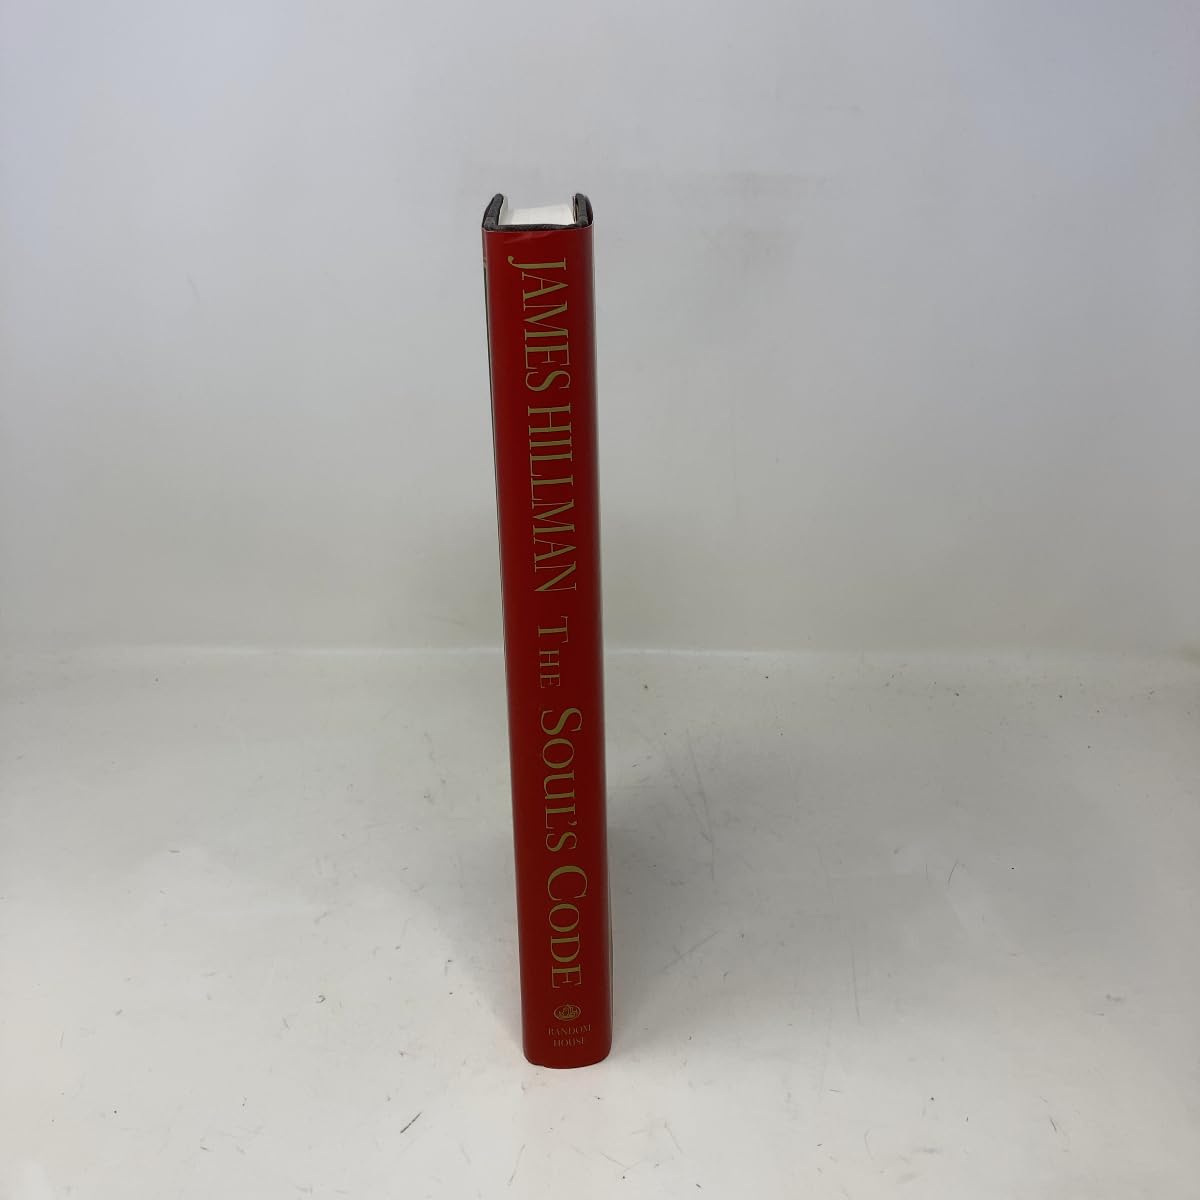 JAMES HILLMAN THE SOUL'S CODE
RANDOM
HOUSE